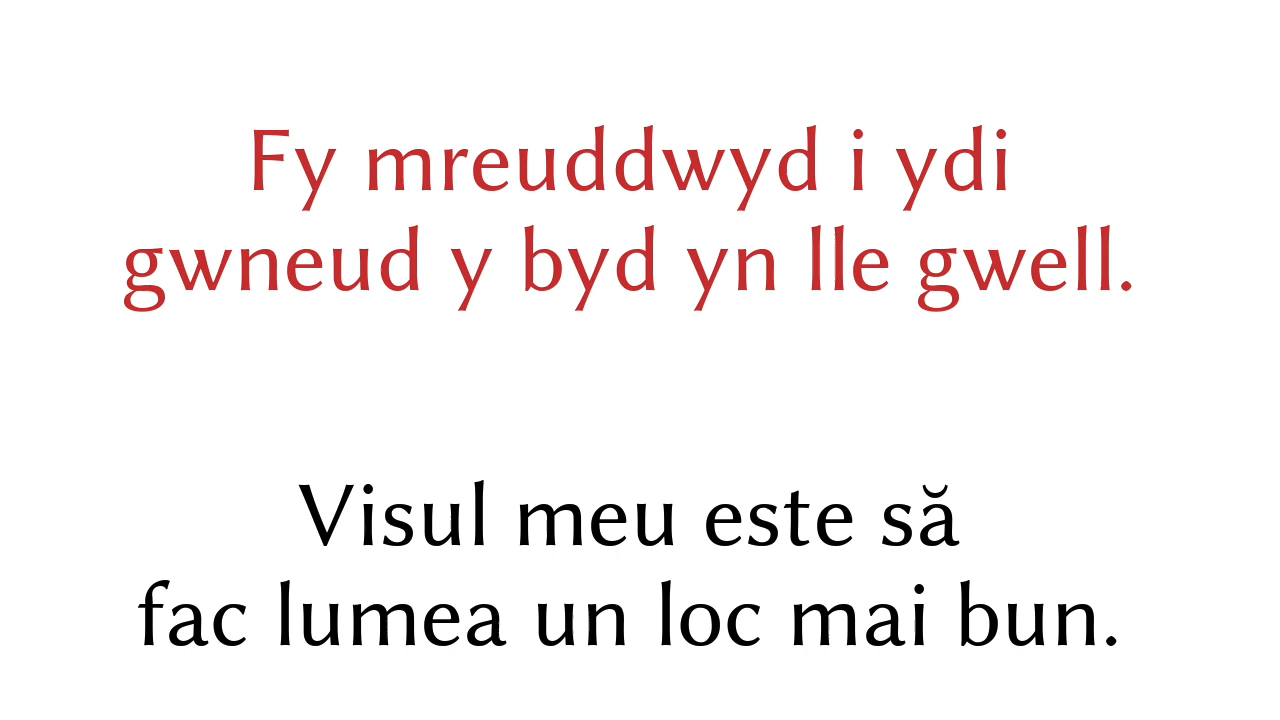 Fy mreuddwyd i ydi
gwneud y byd yn lle gwell.
Visul meu este să
fac lumea un loc mai bun.